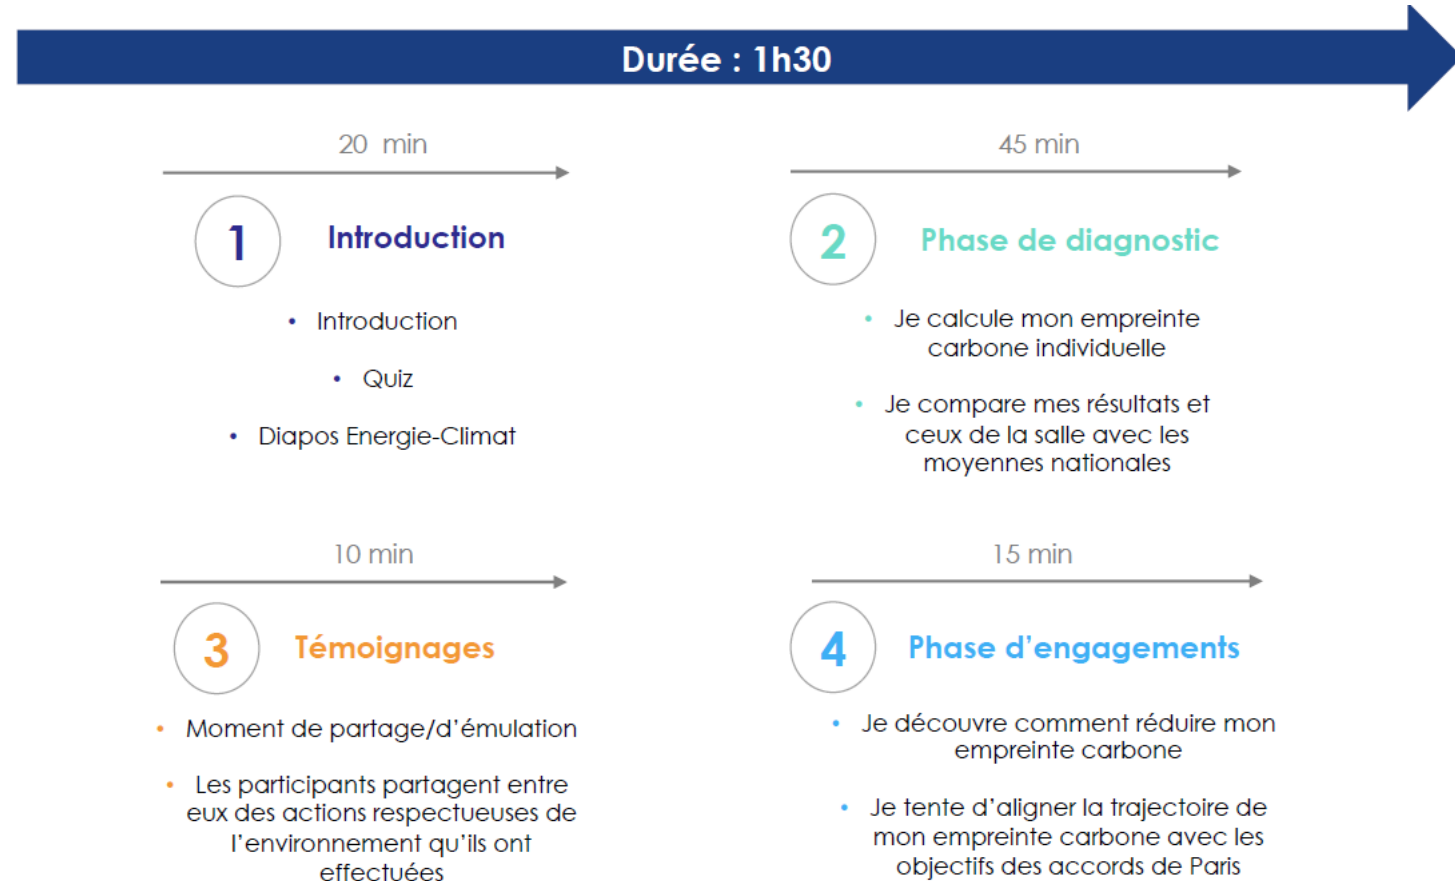 Durée : 1h30
20 min
1
Introduction
• Introduction
• Quiz
• Diapos Energie-Climat
45 min
2
Phase de diagnostic
• Je calcule mon empreinte
carbone individuelle
• Je compare mes résultats et
ceux de la salle avec les
moyennes nationales
10 min
3
Témoignages
• Moment de partage/d’émulation
• Les participants partagent entre
eux des actions respectueuses de
l’environnement qu’ils ont
effectuées
15 min
4
Phase d’engagements
• Je découvre comment réduire mon
empreinte carbone
• Je tente d’aligner la trajectoire de
mon empreinte carbone avec les
objectifs des accords de Paris